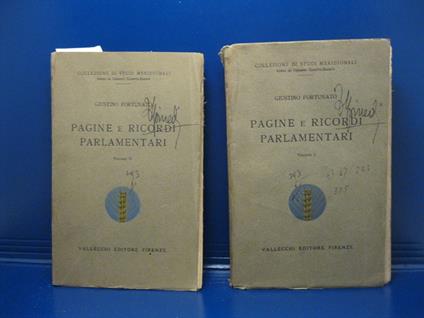 COLLEZIONE DI STUDI MERIDIONALI
GIUSTINO FORTUNATO
PAGINE E RICORDI
PARLAMENTARI
Volume II
VALLECCHI EDITORE FIRENZE
COLLEZIONE DI STUDI MERIDIONALI
GIUSTINO FORTUNATO
PAGINE E RICORDI
PARLAMENTARI
Volume I
VALLECCHI EDITORE FIRENZE